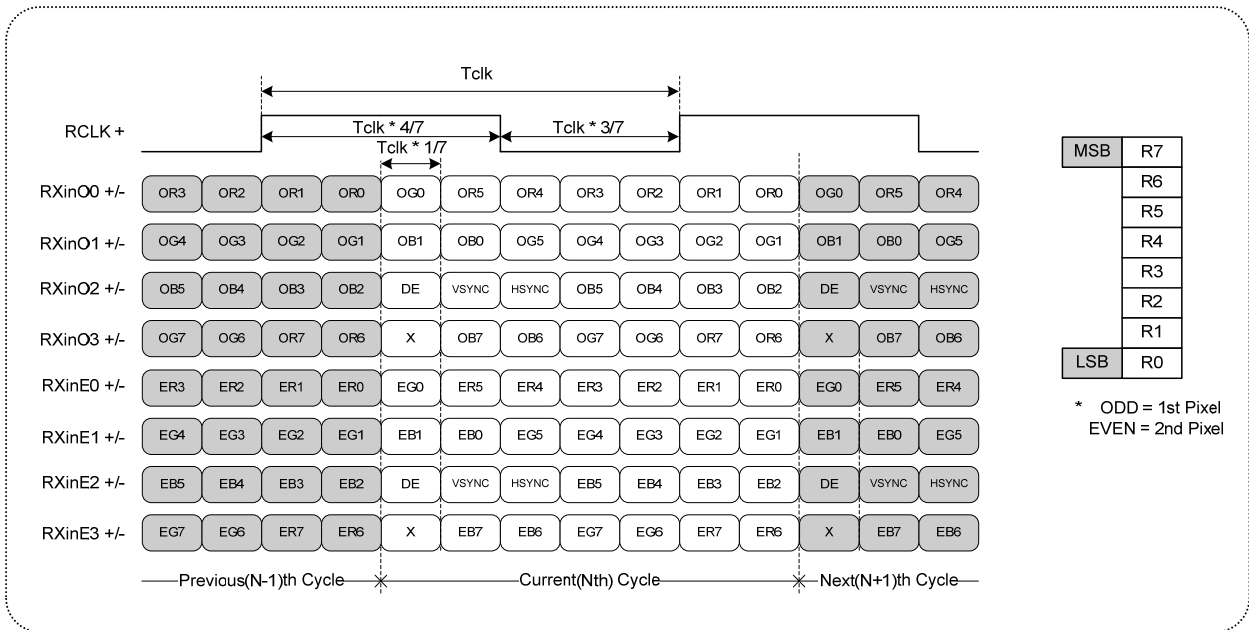 Tclk
RCLK +
Tclk * 4/7
Tclk * 3/7
Tclk * 1/7
RXinO0 +/- OR3 OR2 OR1 OR0 OG0 OR5 OR4 OR3 OR2 OR1 OR0 OG0 OR5 OR4
RXinO1 +/- OG4 OG3 OG2 OG1 OB1 OB0 OG5 OG4 OG3 OG2 OG1 OB1 OB0 OG5
RXinO2 +/- OB5 OB4 OB3 OB2 DE VSYNC HSYNC OB5 OB4 OB3 OB2 DE VSYNC HSYNC
RXinO3 +/- OG7 OG6 OR7 OR6 X OB7 OB6 OG7 OG6 OR7 OR6 X OB7 OB6
RXinE0 +/- ER3 ER2 ER1 ER0 EG0 ER5 ER4 ER3 ER2 ER1 ER0 EG0 ER5 ER4
RXinE1 +/- EG4 EG3 EG2 EG1 EB1 EB0 EG5 EG4 EG3 EG2 EG1 EB1 EB0 EG5
RXinE2 +/- EB5 EB4 EB3 EB2 DE VSYNC HSYNC EB5 EB4 EB3 EB2 DE VSYNC HSYNC
RXinE3 +/- EG7 EG6 ER7 ER6 X EB7 EB6 EG7 EG6 ER7 ER6 X EB7 EB6
Previous(N-1)th Cycle Current(Nth) Cycle Next(N+1)th Cycle
MSB R7
R6
R5
R4
R3
R2
R1
LSB R0
* ODD = 1st Pixel
EVEN = 2nd Pixel